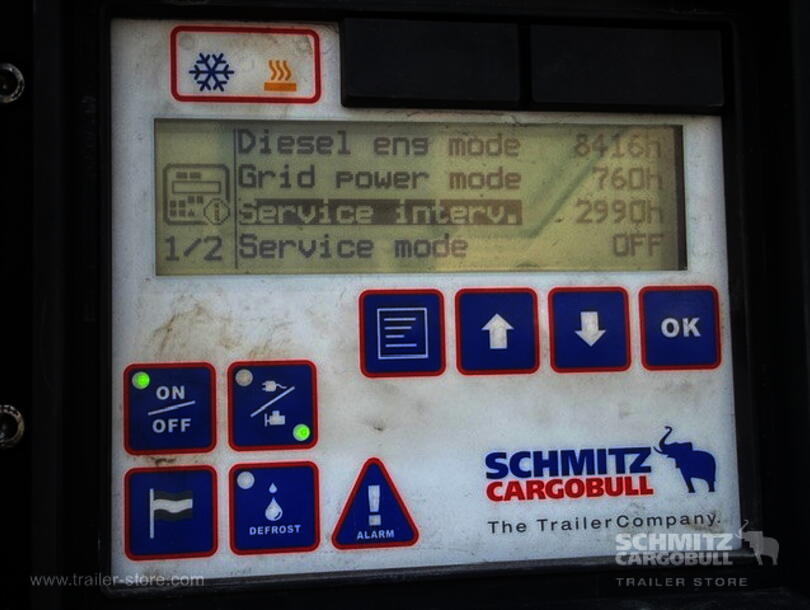 Diesel eng mode 8416h
Grid power mode 760h
Service interv. 2990h
1/2 Service mode OFF
OK
ON
OFF
DEFROST
ALARM
SCHMITZ
CARGOBULL
The TrailerCompany.
SCHMITZ
CARGOBULL
TRAILER STORE
www.trailer-store.com